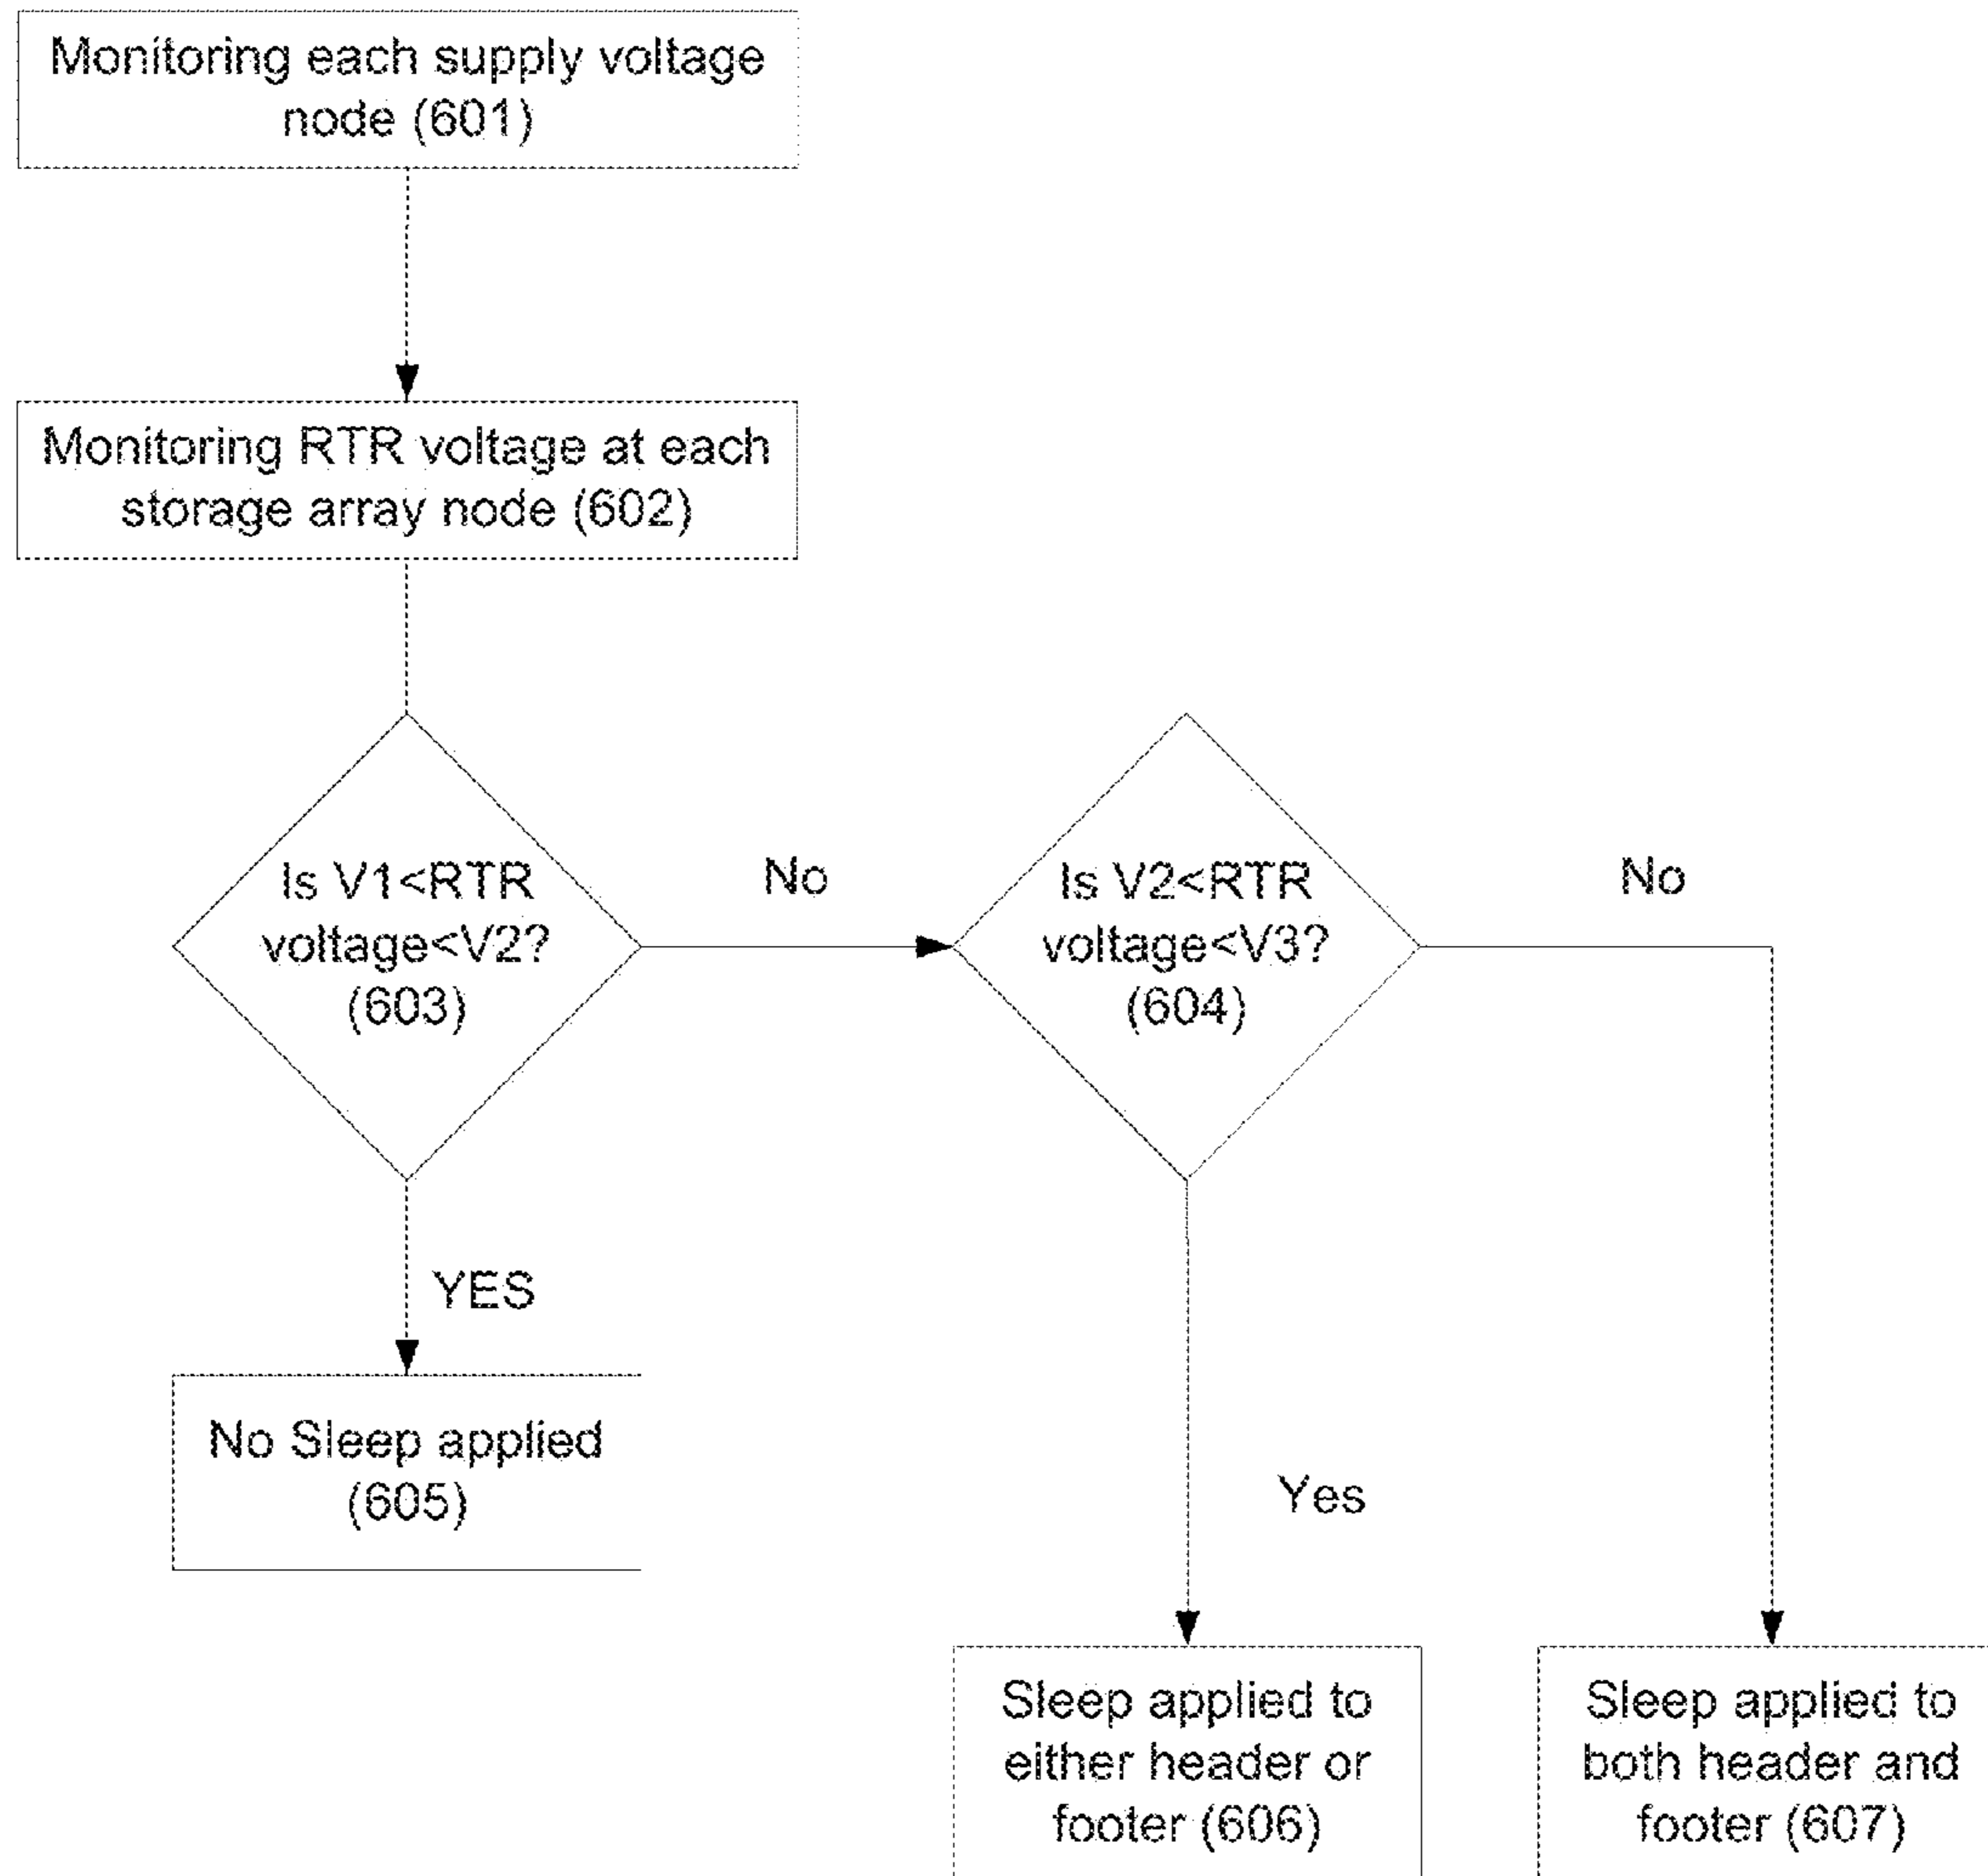 Monitoring each supply voltage
node (601)
Monitoring RTR voltage at each
storage array node (602)
Is V1<RTR
voltage<V2?
(603)
No
Is V2<RTR
voltage<V3?
(604)
No
YES
No Sleep applied
(605)
Yes
Sleep applied to
either header or
footer (606)
Sleep applied to
both header and
footer (607)